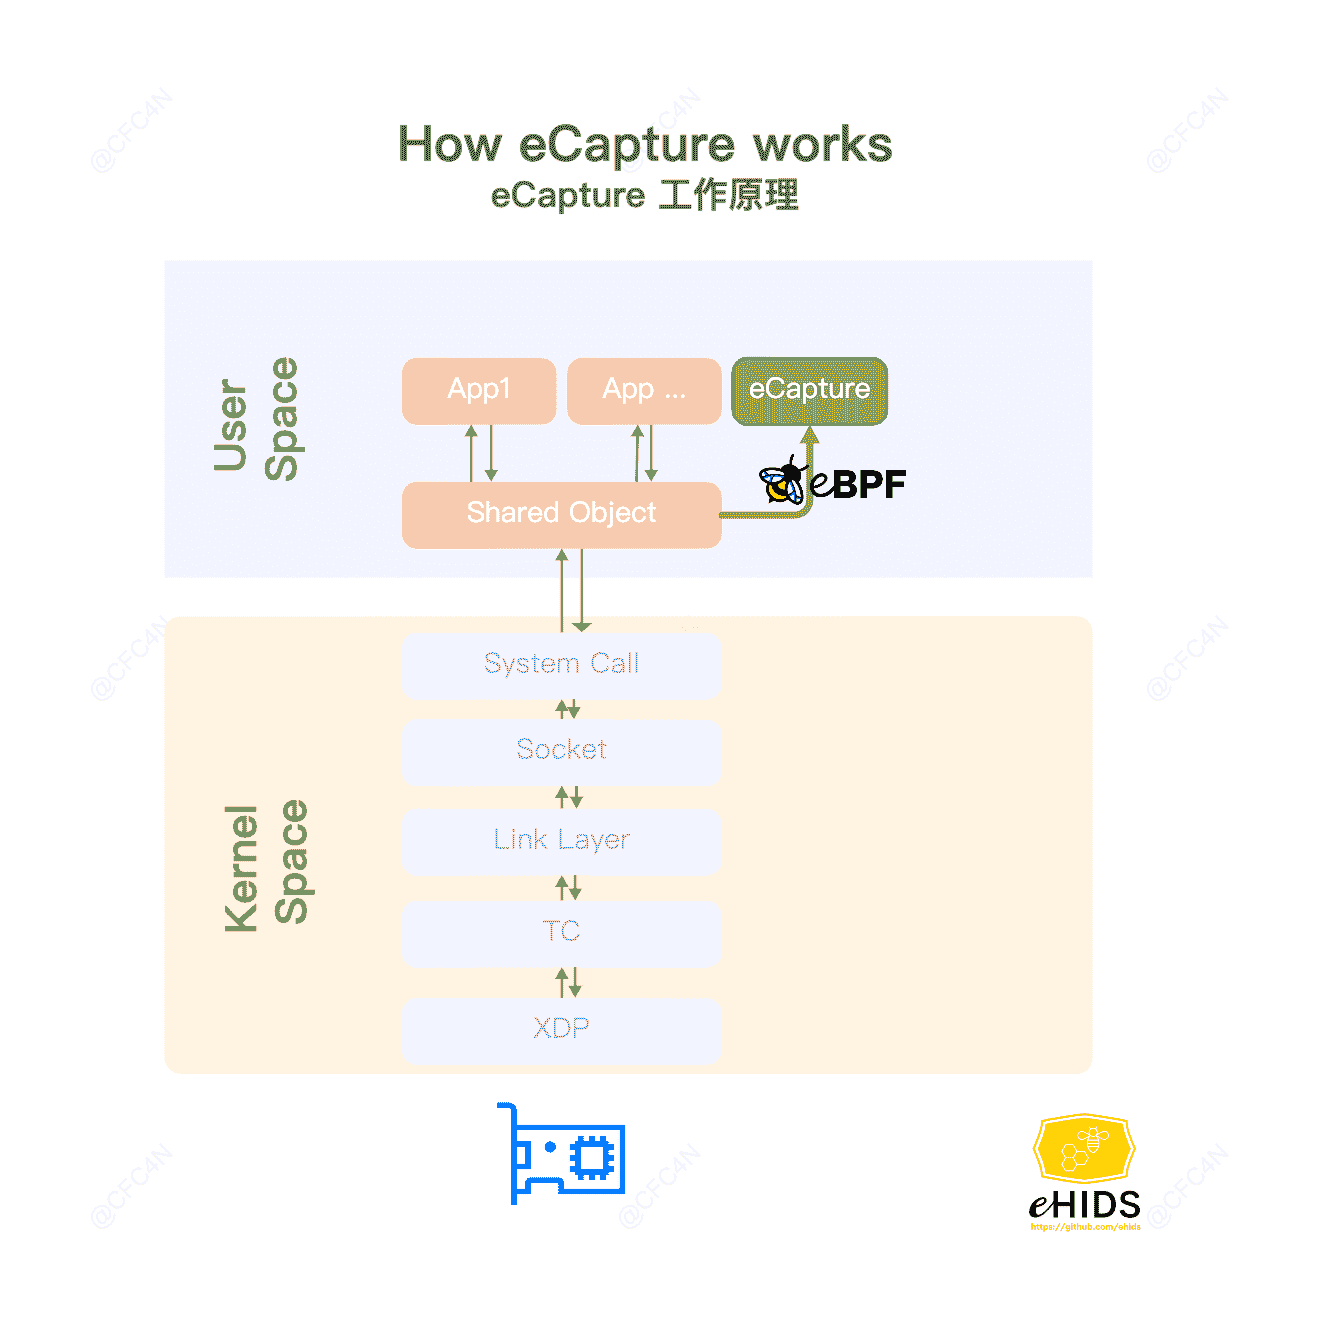 @CFC4N
@CFC4N
@CFC4N
How eCapture works
eCapture 工作原理
User
Space
App1
App ...
eCapture
eBPF
Shared Object
@CFC4N
@CFC4N
Kernel
Space
System Call
Socket
Link Layer
TC
XDP
@CFC4N
@CFC4N
@CFC4N
eHIDS
https://github.com/ehids